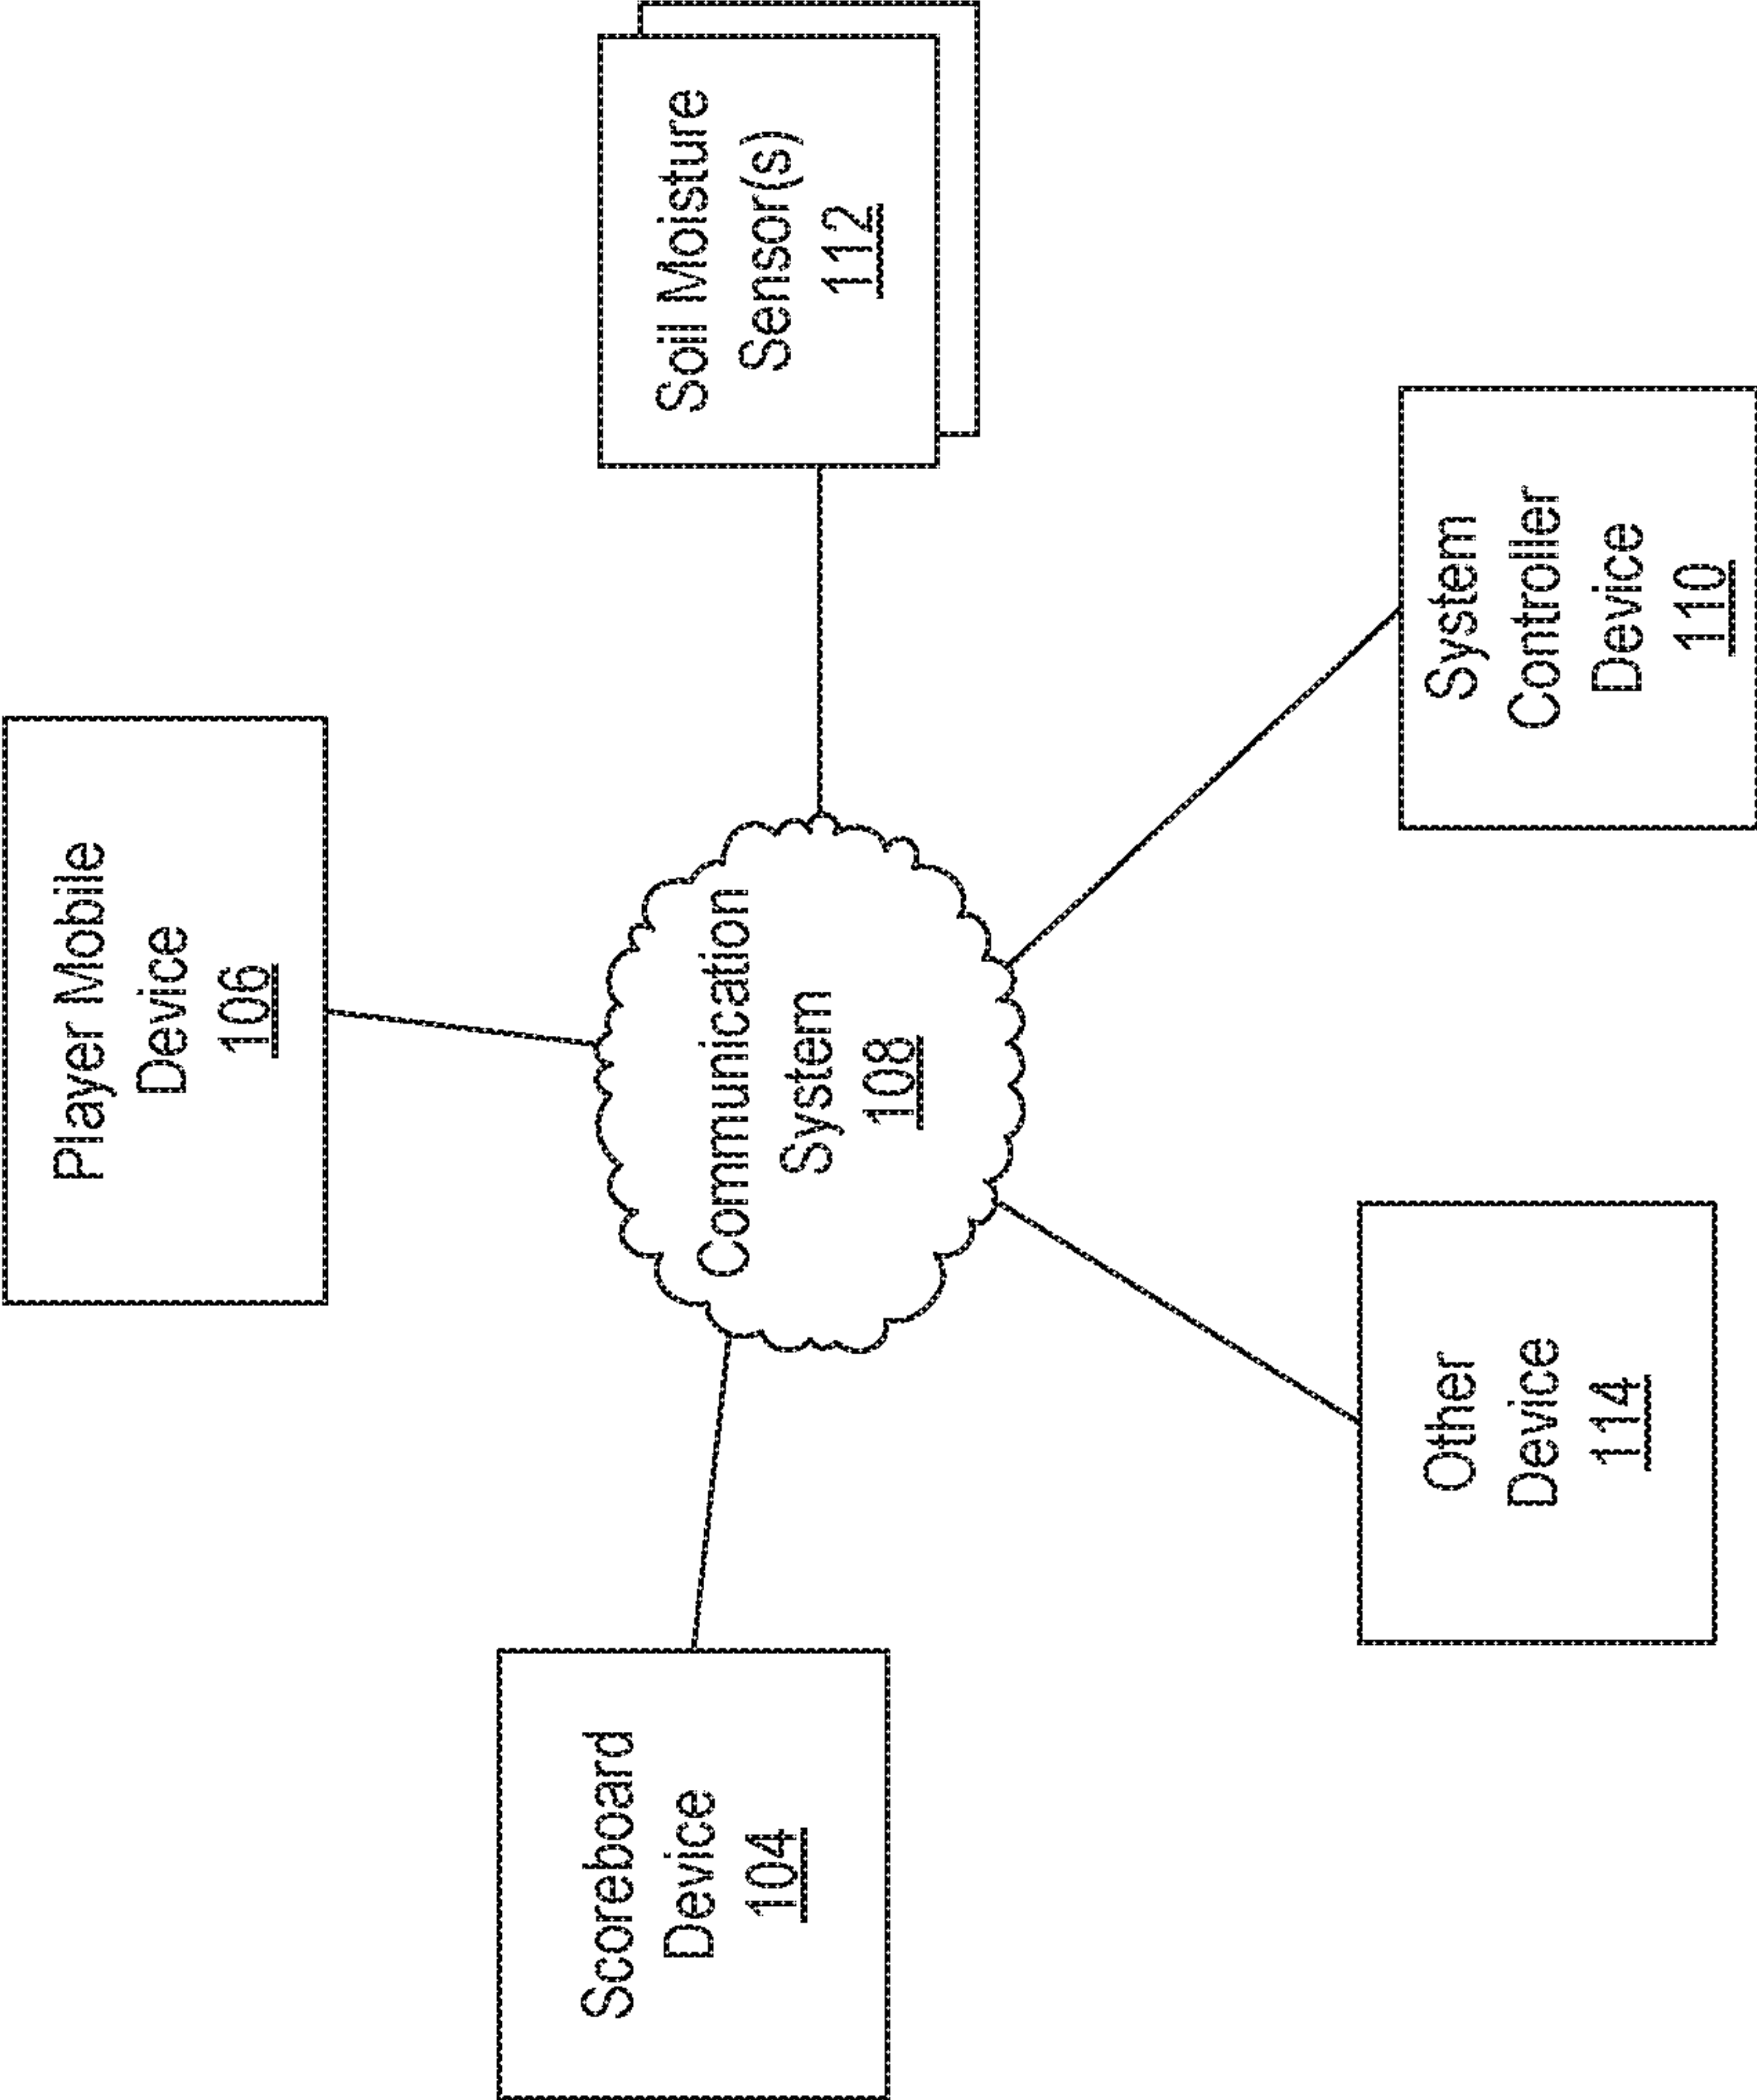 Player Mobile
Device
106
Scoreboard
Device
104
Communication
System
108
Soil Moisture
Sensor(s)
112
Other
Device
114
System
Controller
Device
110